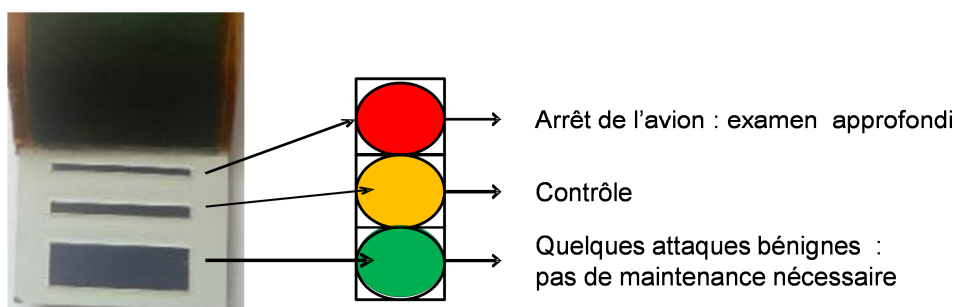 Arrêt de l'avion : examen approfondi
Contrôle
Quelques attaques bénignes :
pas de maintenance nécessaire